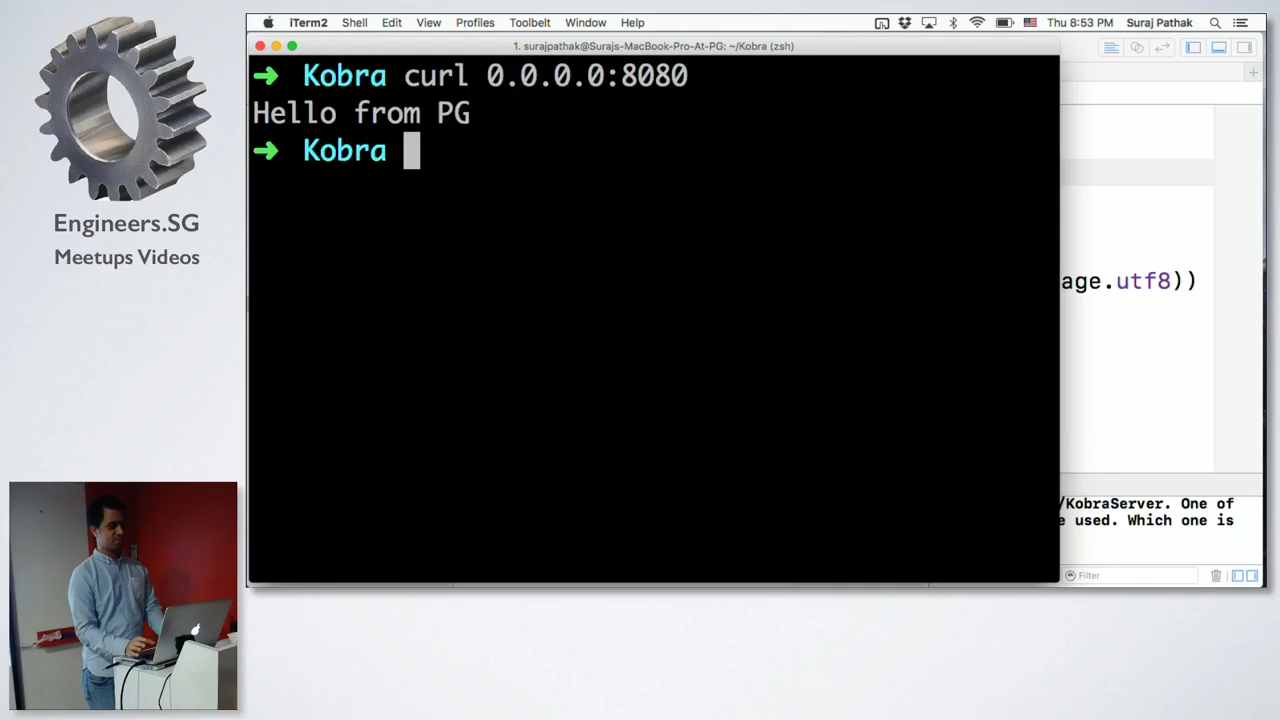 Engineers.SG
Meetups Videos
iTerm2 Shell Edit View Profiles Toolbelt Window Help Thu 8:53 PM Suraj Pathak
1. surajpathak@Surajs-MacBook-Pro-At-PG: ~/Kobra (zsh)
➜ Kobra curl 0.0.0.0:8080
Hello from PG
➜ Kobra
age.utf8))
/KobraServer. One of
e used. Which one is
Filter